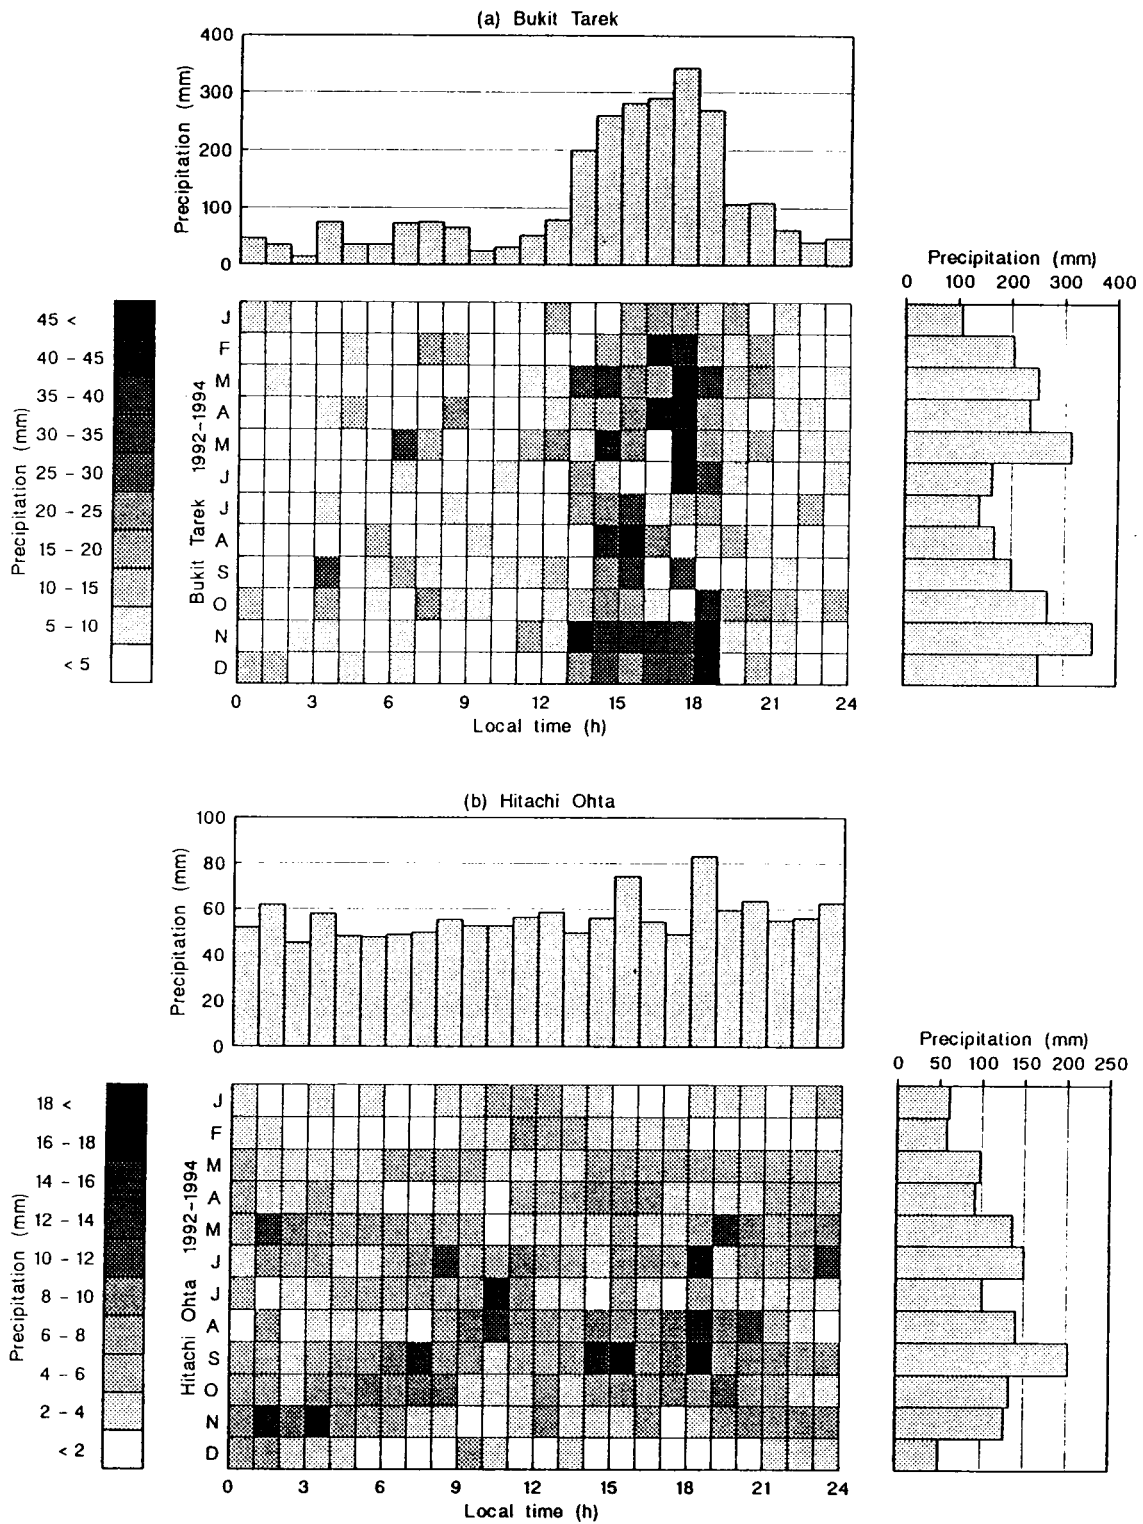 (a) Bukit Tarek
400
300
200
100
0
Precipitation (mm)
Precipitation (mm)
0 100 200 300 400
45 <
40 - 45
35 - 40
30 - 35
25 - 30
20 - 25
15 - 20
10 - 15
5 - 10
< 5
Precipitation (mm)
Bukit Tarek 1992-1994
J
F
M
A
M
J
J
A
S
O
N
D
0 3 6 9 12 15 18 21 24
Local time (h)
(b) Hitachi Ohta
100
80
60
40
20
0
Precipitation (mm)
Precipitation (mm)
0 50 100 150 200 250
18 <
16 - 18
14 - 16
12 - 14
10 - 12
8 - 10
6 - 8
4 - 6
2 - 4
< 2
Precipitation (mm)
Hitachi Ohta 1992-1994
J
F
M
A
M
J
J
A
S
O
N
D
0 3 6 9 12 15 18 21 24
Local time (h)